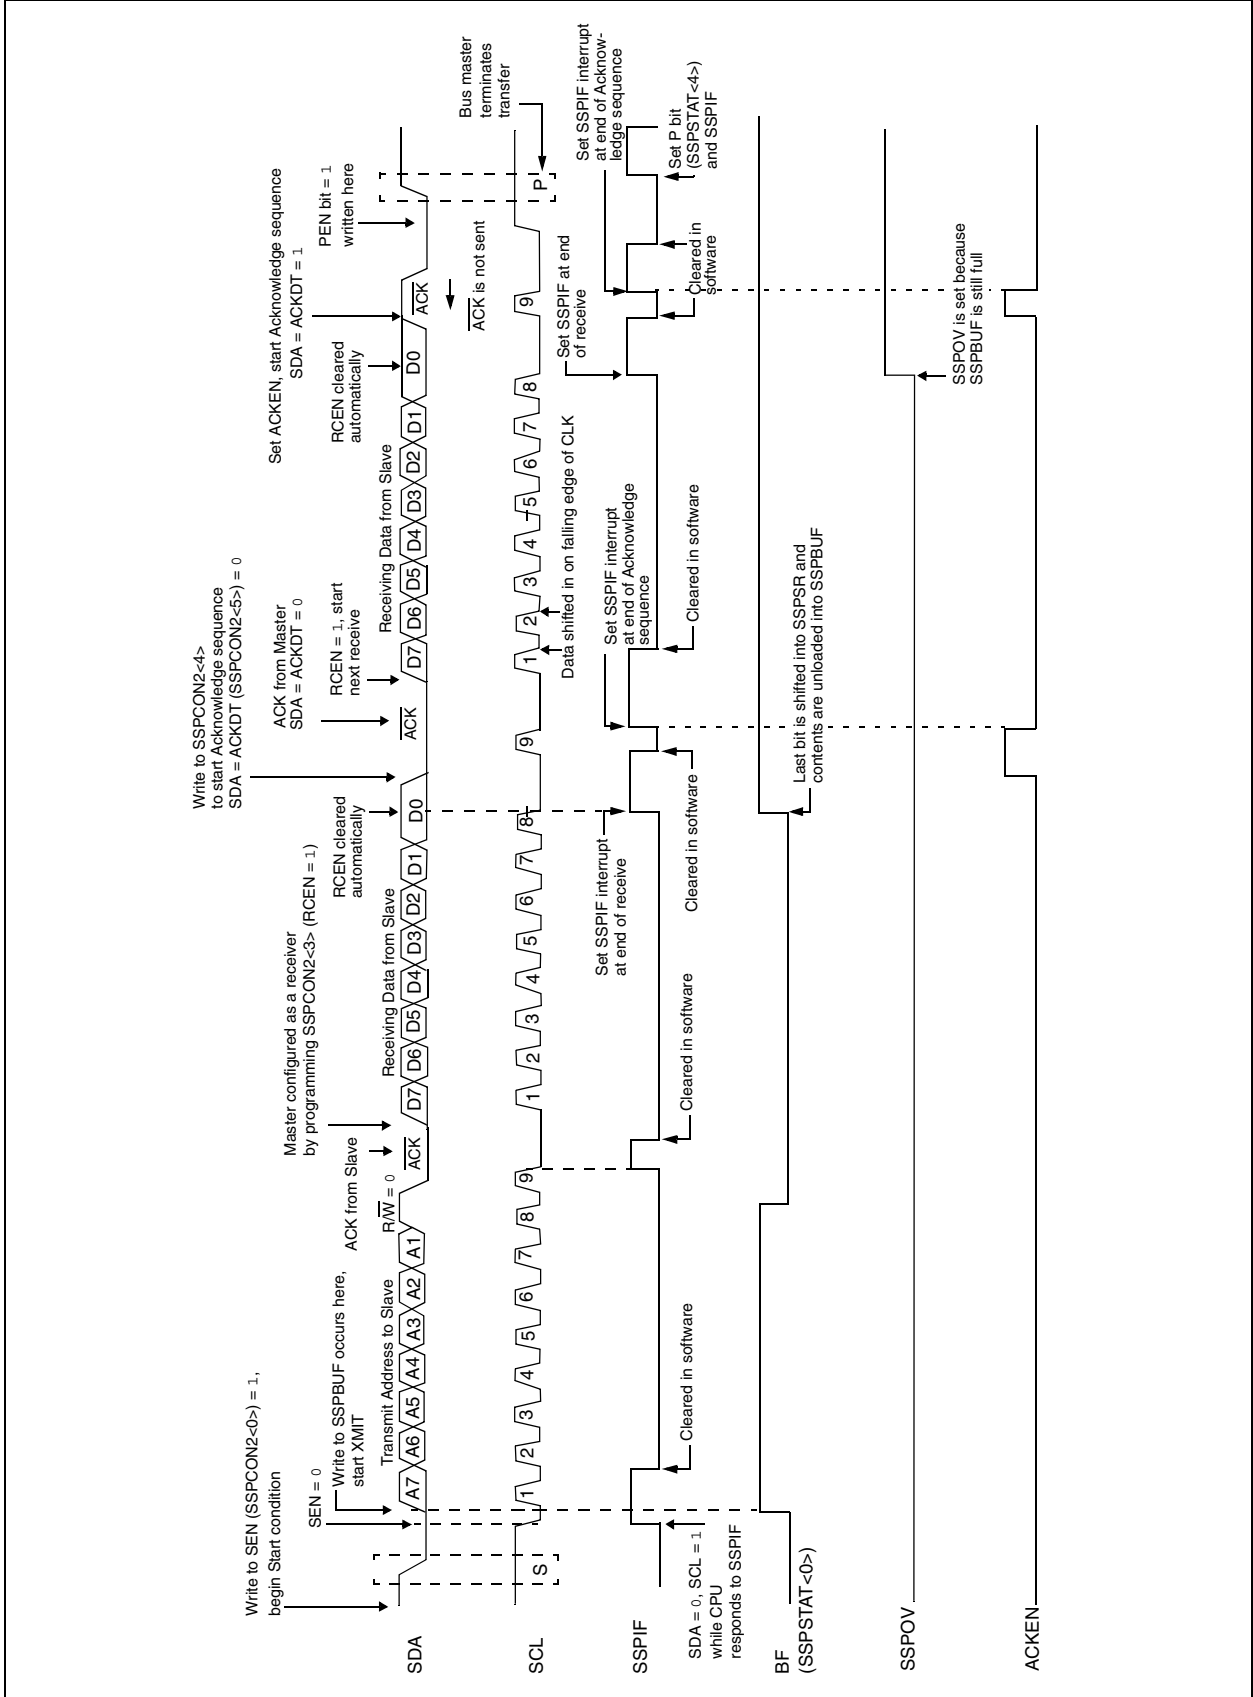 Write to SEN (SSPCON2<0>) = 1,
begin Start condition
SEN = 0
Write to SSPBUF occurs here,
start XMIT
ACK from Slave
Master configured as a receiver
by programming SSPCON2<3> (RCEN = 1)
RCEN cleared
automatically
Write to SSPCON2<4>
to start Acknowledge sequence
SDA = ACKDT (SSPCON2<5>) = 0
ACK from Master
SDA = ACKDT = 0
RCEN = 1, start
next receive
RCEN cleared
automatically
Set ACKEN, start Acknowledge sequence
SDA = ACKDT = 1
PEN bit = 1
written here
Transmit Address to Slave
R/W = 0
Receiving Data from Slave
Receiving Data from Slave
SDA
A7 A6 A5 A4 A3 A2 A1
ACK
D7 D6 D5 D4 D3 D2 D1 D0
ACK
D7 D6 D5 D4 D3 D2 D1 D0
ACK
ACK is not sent
Bus master
terminates
transfer
SCL
S
1 2 3 4 5 6 7 8 9
1 2 3 4 5 6 7 8 9
1 2 3 4 5 6 7 8 9
P
Data shifted in on falling edge of CLK
Set SSPIF interrupt
at end of receive
Set SSPIF interrupt
at end of Acknowledge
sequence
Set SSPIF at end
of receive
Set SSPIF interrupt
at end of Acknow-
ledge sequence
SSPIF
SDA = 0, SCL = 1
while CPU
responds to SSPIF
Cleared in software
Cleared in software
Cleared in software
Cleared in software
Cleared in
software
Set P bit
(SSPSTAT<4>)
and SSPIF
BF
(SSPSTAT<0>)
Last bit is shifted into SSPSR and
contents are unloaded into SSPBUF
SSPOV
SSPOV is set because
SSPBUF is still full
ACKEN